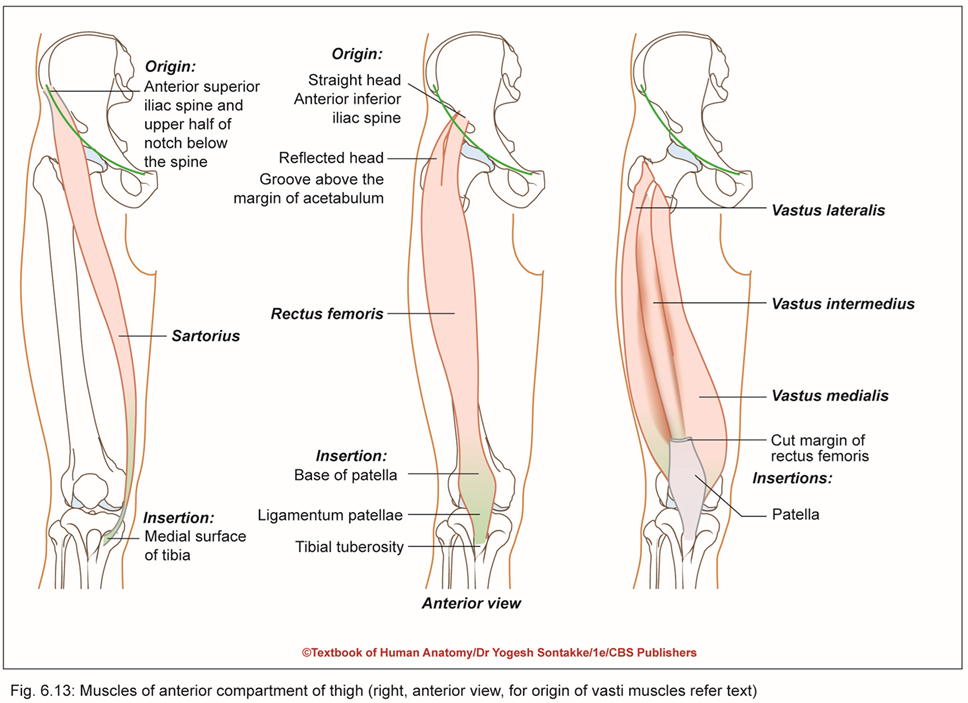 Origin:
Anterior superior
iliac spine and
upper half of
notch below
the spine
Sartorius
Insertion:
Medial surface
of tibia
Origin:
Straight head
Anterior inferior
iliac spine
Reflected head
Groove above the
margin of acetabulum
Rectus femoris
Insertion:
Base of patella
Ligamentum patellae
Tibial tuberosity
Anterior view
Vastus lateralis
Vastus intermedius
Vastus medialis
Cut margin of
rectus femoris
Insertions:
Patella
©Textbook of Human Anatomy/Dr Yogesh Sontakke/1e/CBS Publishers
Fig. 6.13: Muscles of anterior compartment of thigh (right, anterior view, for origin of vasti muscles refer text)